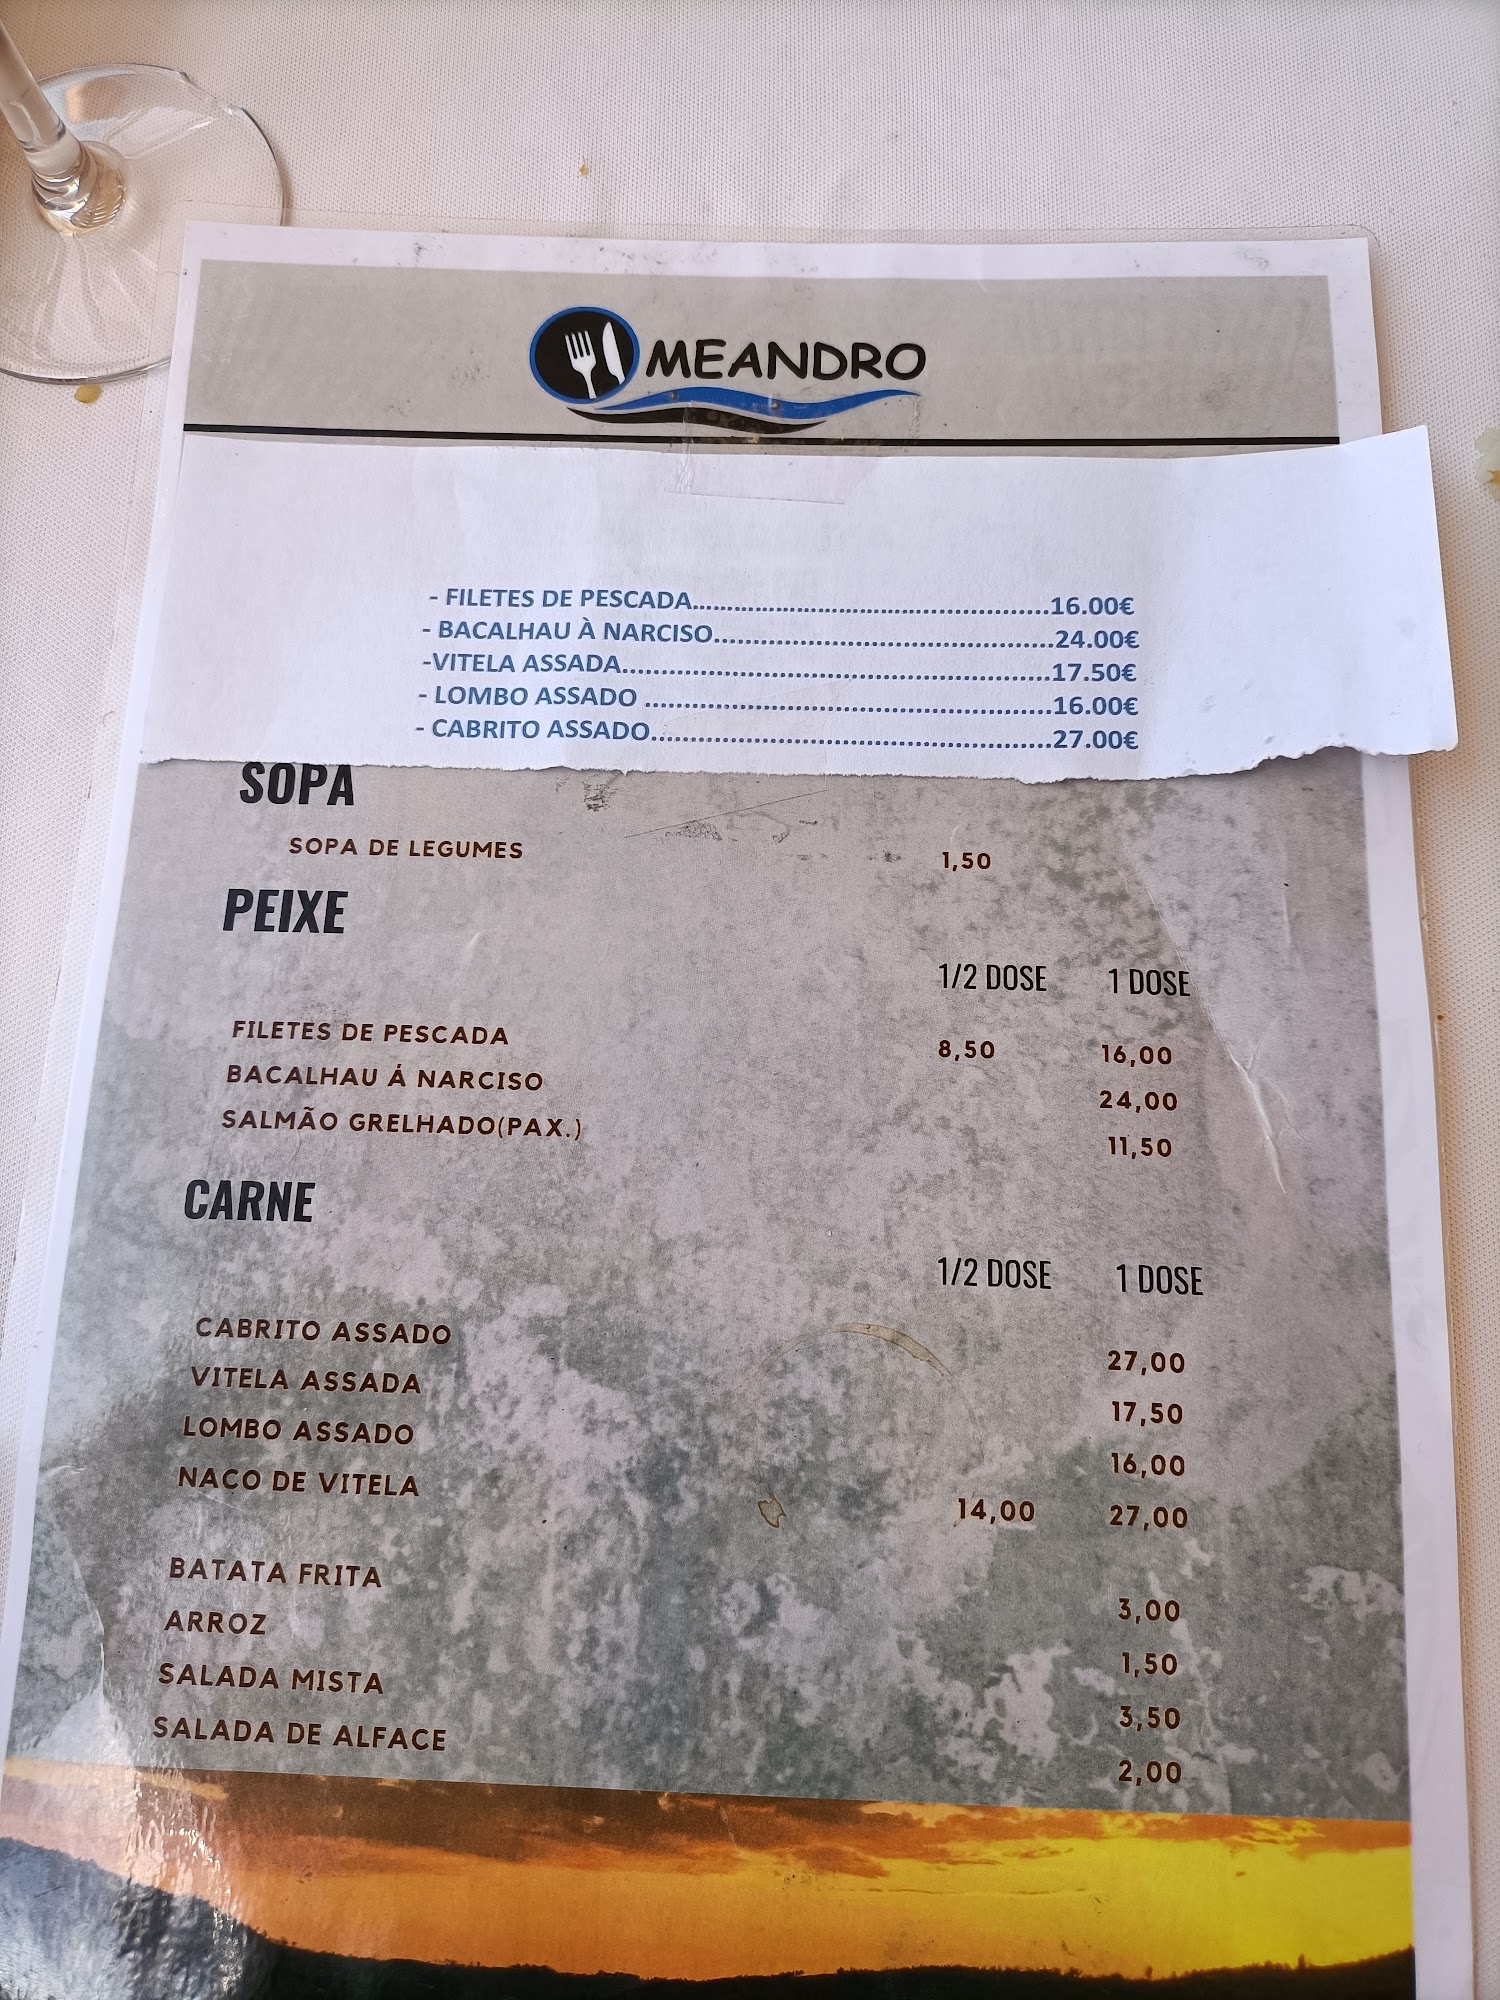 MEANDRO
- FILETES DE PESCADA....................................................16.00€
- BACALHAU À NARCISO.................................................24.00€
-VITELA ASSADA..............................................................17.50€
- LOMBO ASSADO ...........................................................16.00€
- CABRITO ASSADO..........................................................27.00€
SOPA
SOPA DE LEGUMES 1,50
PEIXE
1/2 DOSE 1 DOSE
FILETES DE PESCADA 8,50 16,00
BACALHAU Á NARCISO 24,00
SALMÃO GRELHADO(PAX.) 11,50
CARNE
1/2 DOSE 1 DOSE
CABRITO ASSADO 27,00
VITELA ASSADA 17,50
LOMBO ASSADO 16,00
NACO DE VITELA 14,00 27,00
BATATA FRITA 3,00
ARROZ 1,50
SALADA MISTA 3,50
SALADA DE ALFACE 2,00